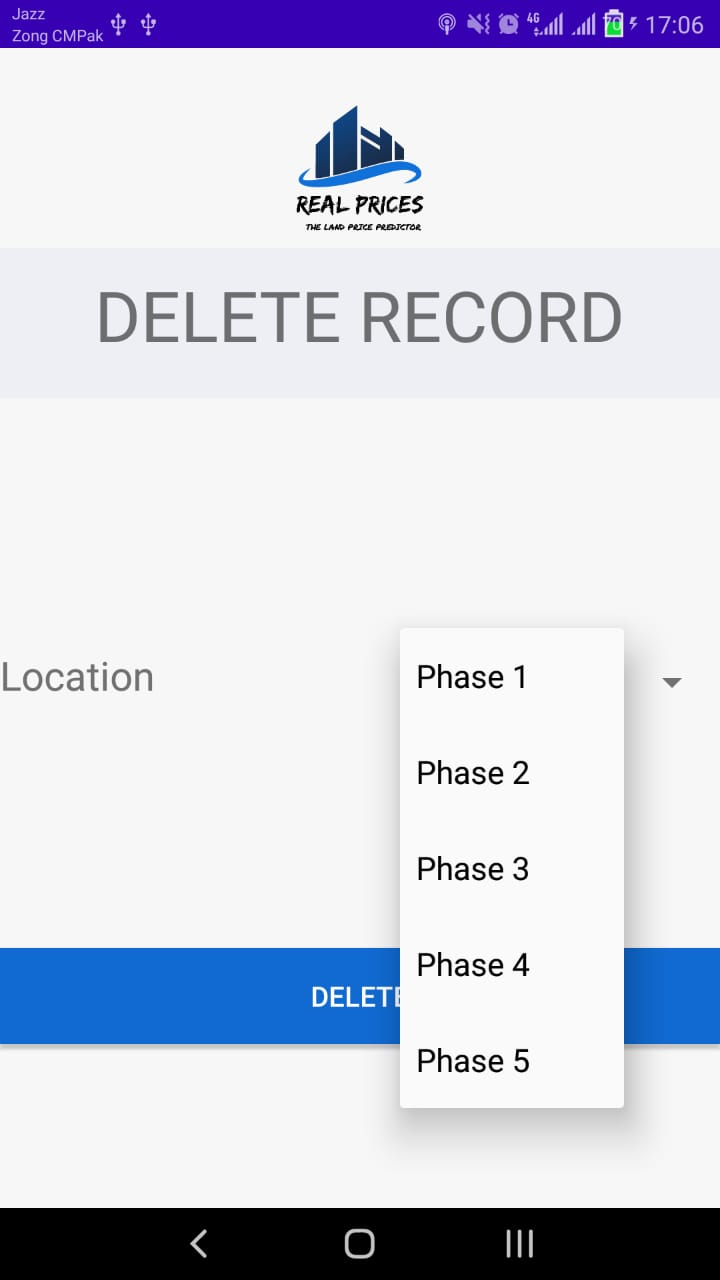 Jazz
Zong CMPak
4G
70
17:06
REAL PRICES
THE LAND PRICE PREDICTOR
DELETE RECORD
Location
Phase 1
Phase 2
Phase 3
Phase 4
DELETE
Phase 5